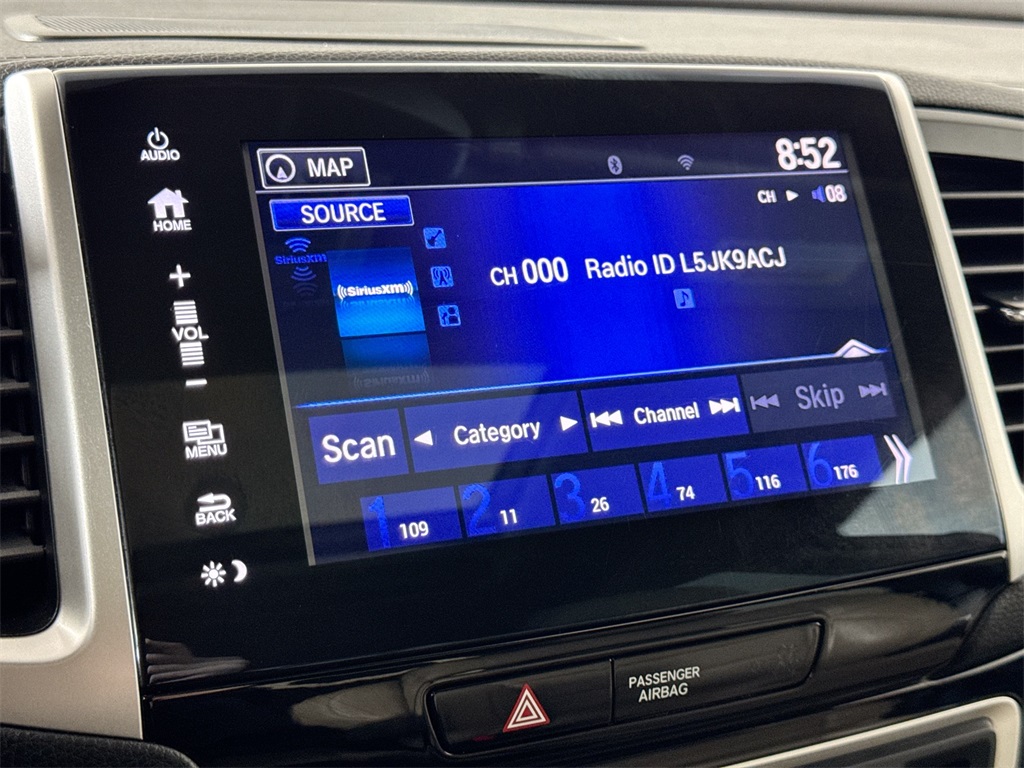 AUDIO
HOME
+
VOL
−
MENU
BACK
MAP
8:52
SOURCE
CH 08
SiriusXM
((SiriusXM))
CH 000 Radio ID L5JK9ACJ
Scan
Category
Channel
Skip
1 109
2 11
3 26
4 74
5 116
6 176
PASSENGER
AIRBAG